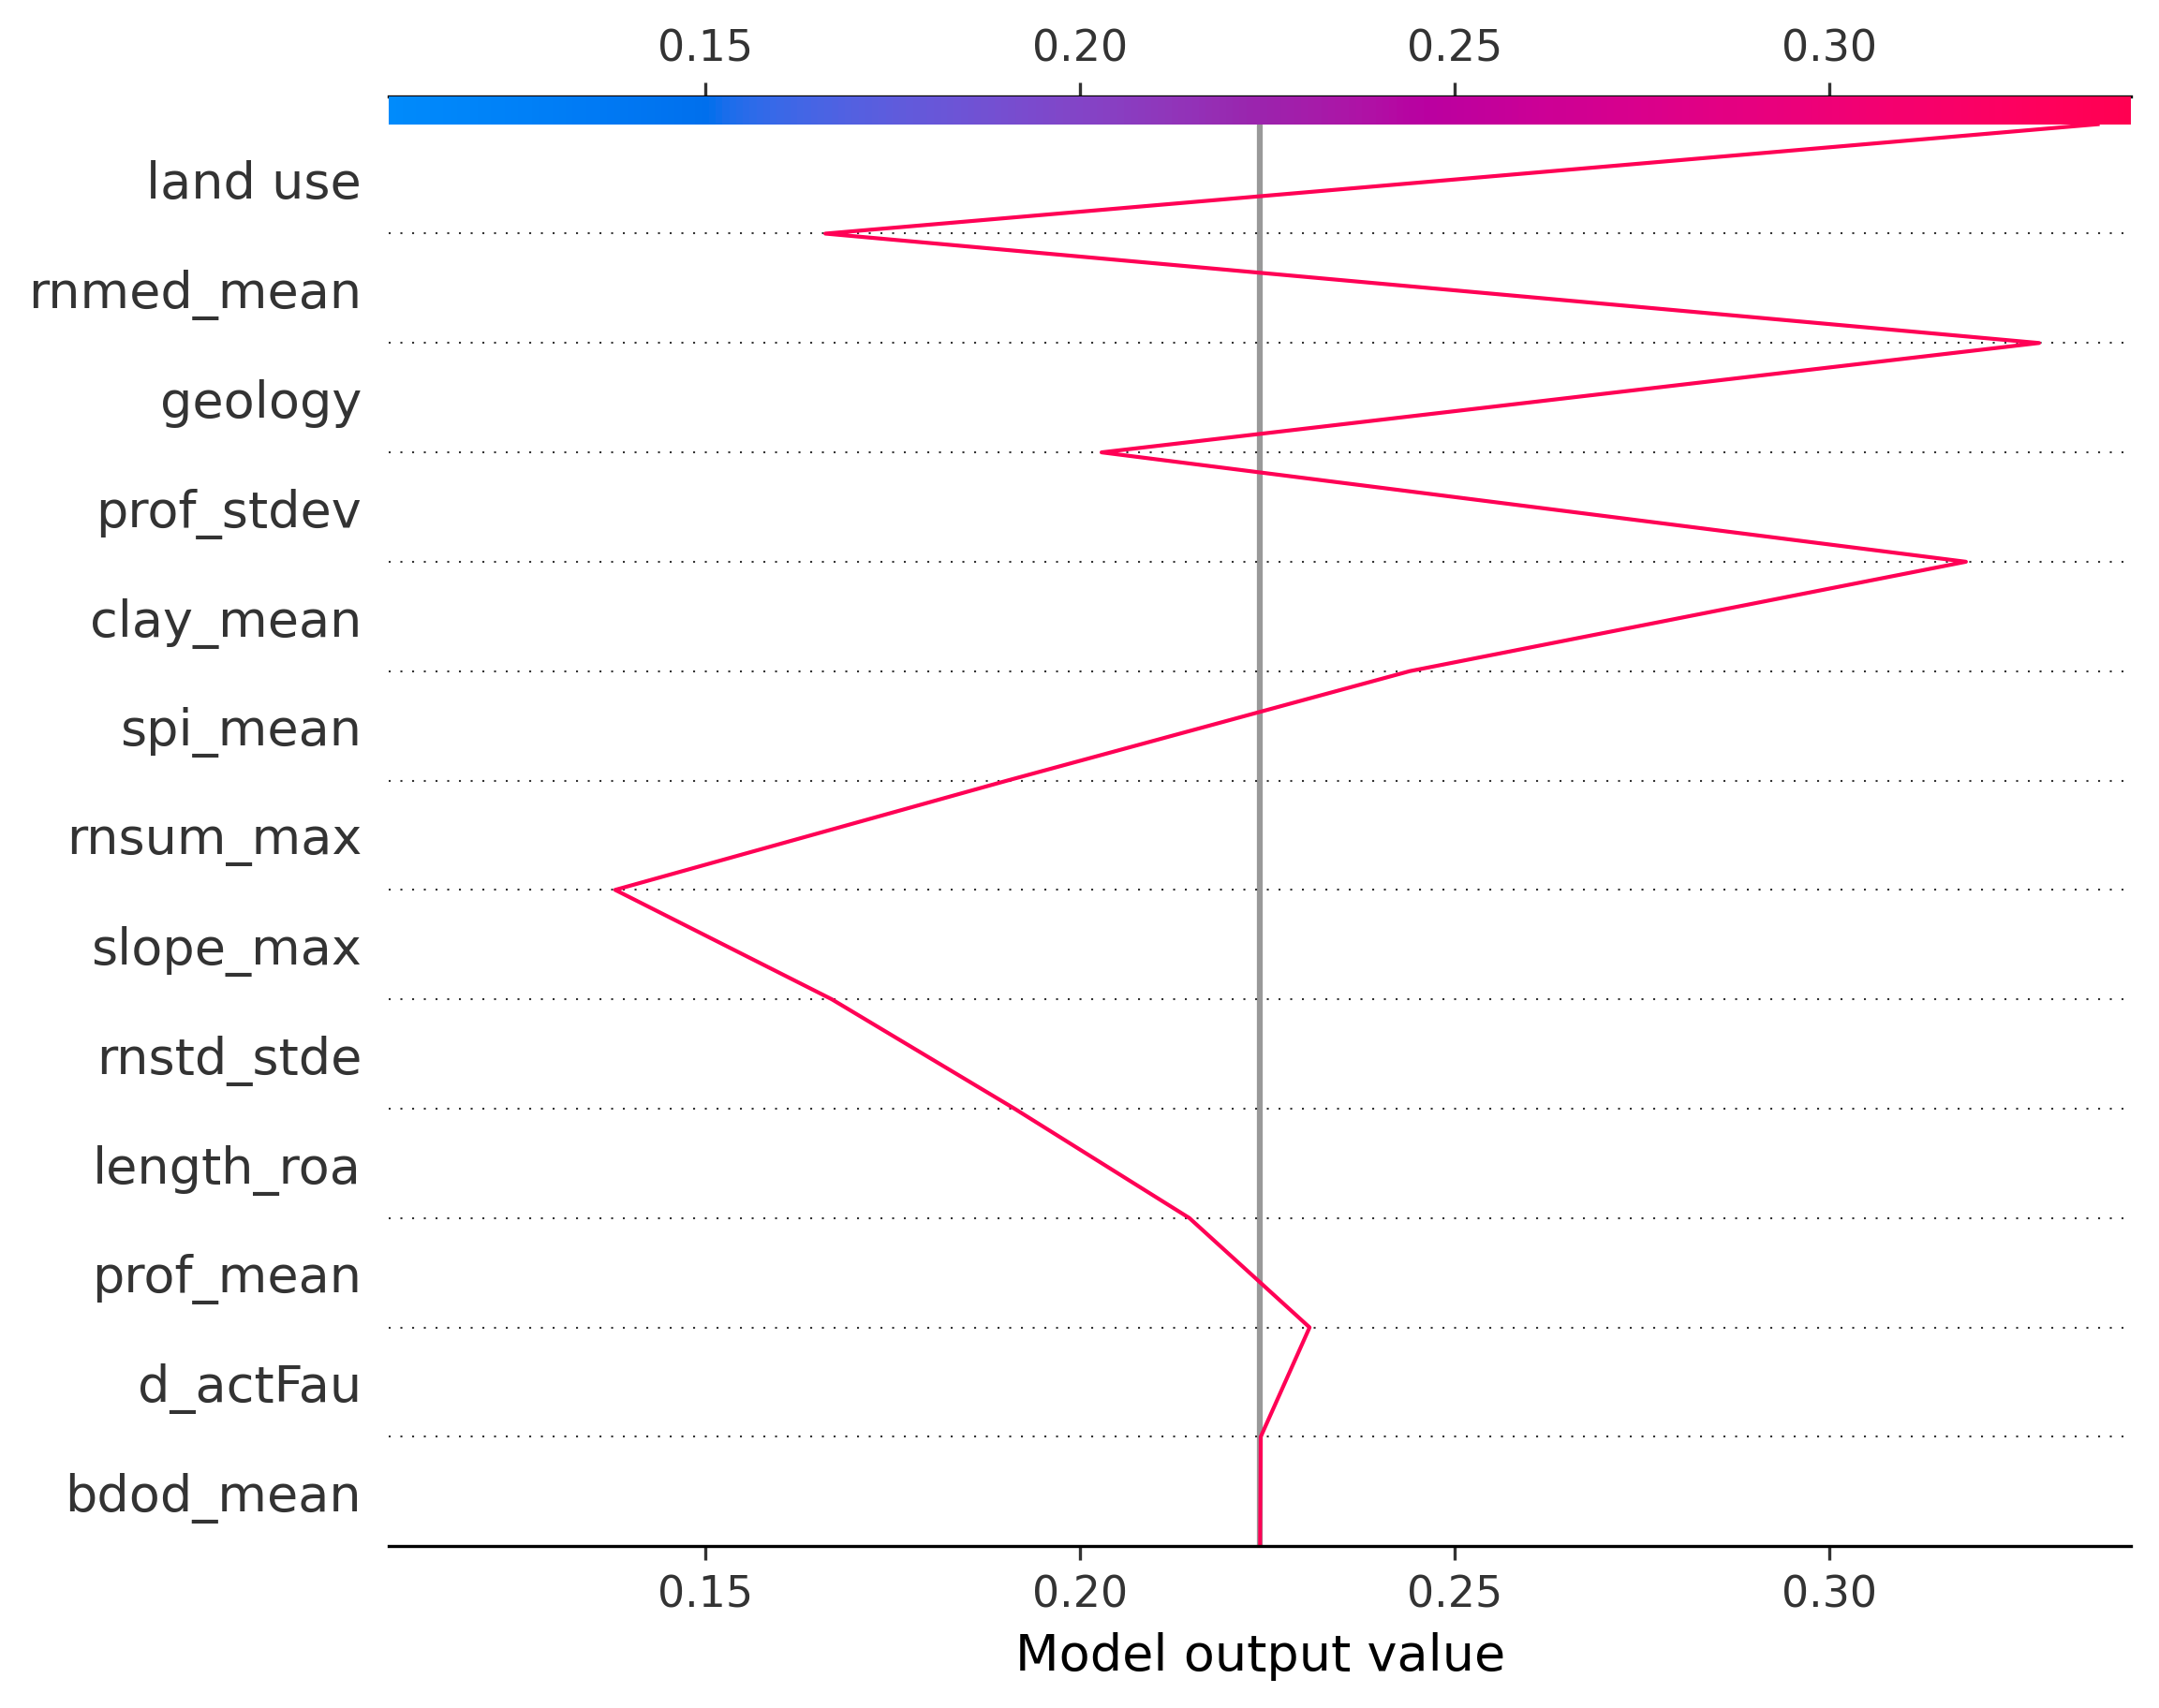 0.15 0.20 0.25 0.30
land use
rnmed_mean
geology
prof_stdev
clay_mean
spi_mean
rnsum_max
slope_max
rnstd_stde
length_roa
prof_mean
d_actFau
bdod_mean
0.15 0.20 0.25 0.30
Model output value